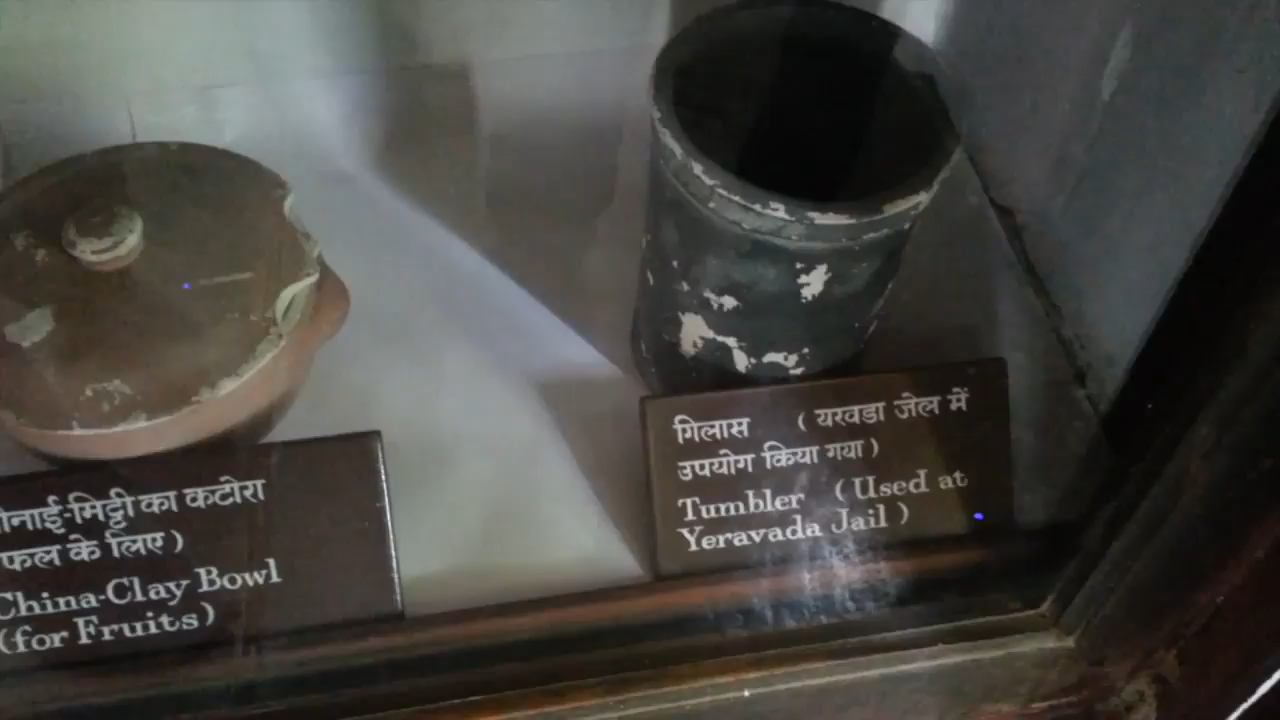 का कटोरा
फल के लिए )
China-Clay Bowl
(for Fruits)
गिलास ( यरवडा जेल में
उपयोग किया गया )
Tumbler ( Used at
Yeravada Jail )